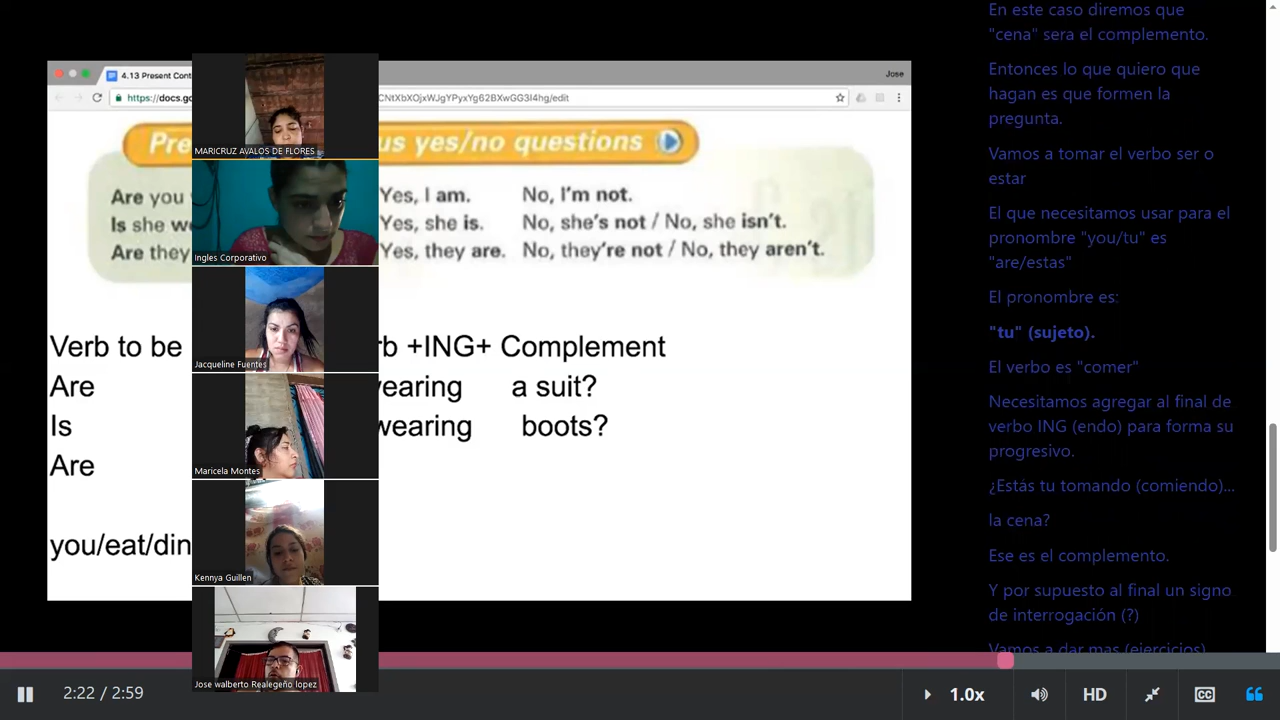 4.13 Present Cont
Jose
https://docs.go
CNtXbXOjxWJgYPyxYg62BXwGG3I4hg/edit
Pre
us yes/no questions
Are you
Yes, I am.
No, I'm not.
Is she we
Yes, she is.
No, she's not / No, she isn't.
Are they
Yes, they are.
No, they're not / No, they aren't.
Verb to be
rb +ING+ Complement
Are
wearing
a suit?
Is
wearing
boots?
Are
you/eat/din
MARICRUZ AVALOS DE FLORES
Ingles Corporativo
Jacqueline Fuentes
Maricela Montes
Kennya Guillen
Jose walberto Realegeño lopez
En este caso diremos que
"cena" sera el complemento.
Entonces lo que quiero que
hagan es que formen la
pregunta.
Vamos a tomar el verbo ser o
estar
El que necesitamos usar para el
pronombre "you/tu" es
"are/estas"
El pronombre es:
"tu" (sujeto).
El verbo es "comer"
Necesitamos agregar al final de
verbo ING (endo) para forma su
progresivo.
¿Estás tu tomando (comiendo)...
la cena?
Ese es el complemento.
Y por supuesto al final un signo
de interrogación (?)
Vamos a dar mas (ejercicios)
2:22 / 2:59
1.0x
HD
CC